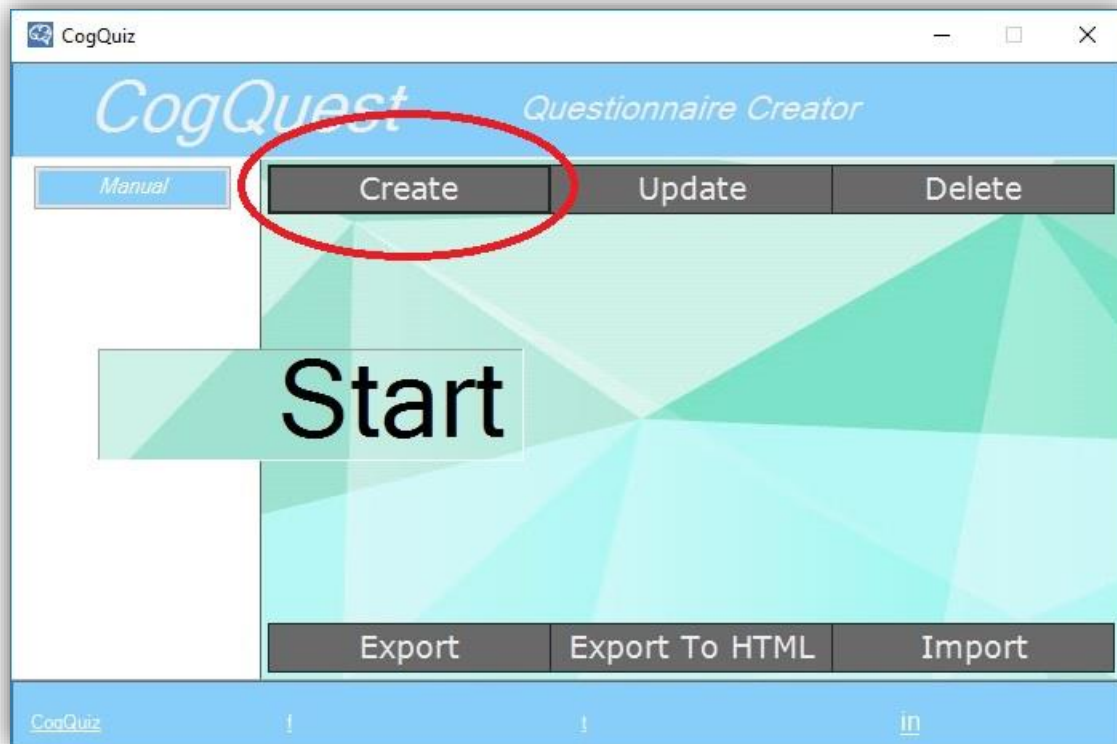 CogQuiz
CogQuest Questionnaire Creator
Manual
Create Update Delete
Start
Export Export To HTML Import
CogQuiz f t in